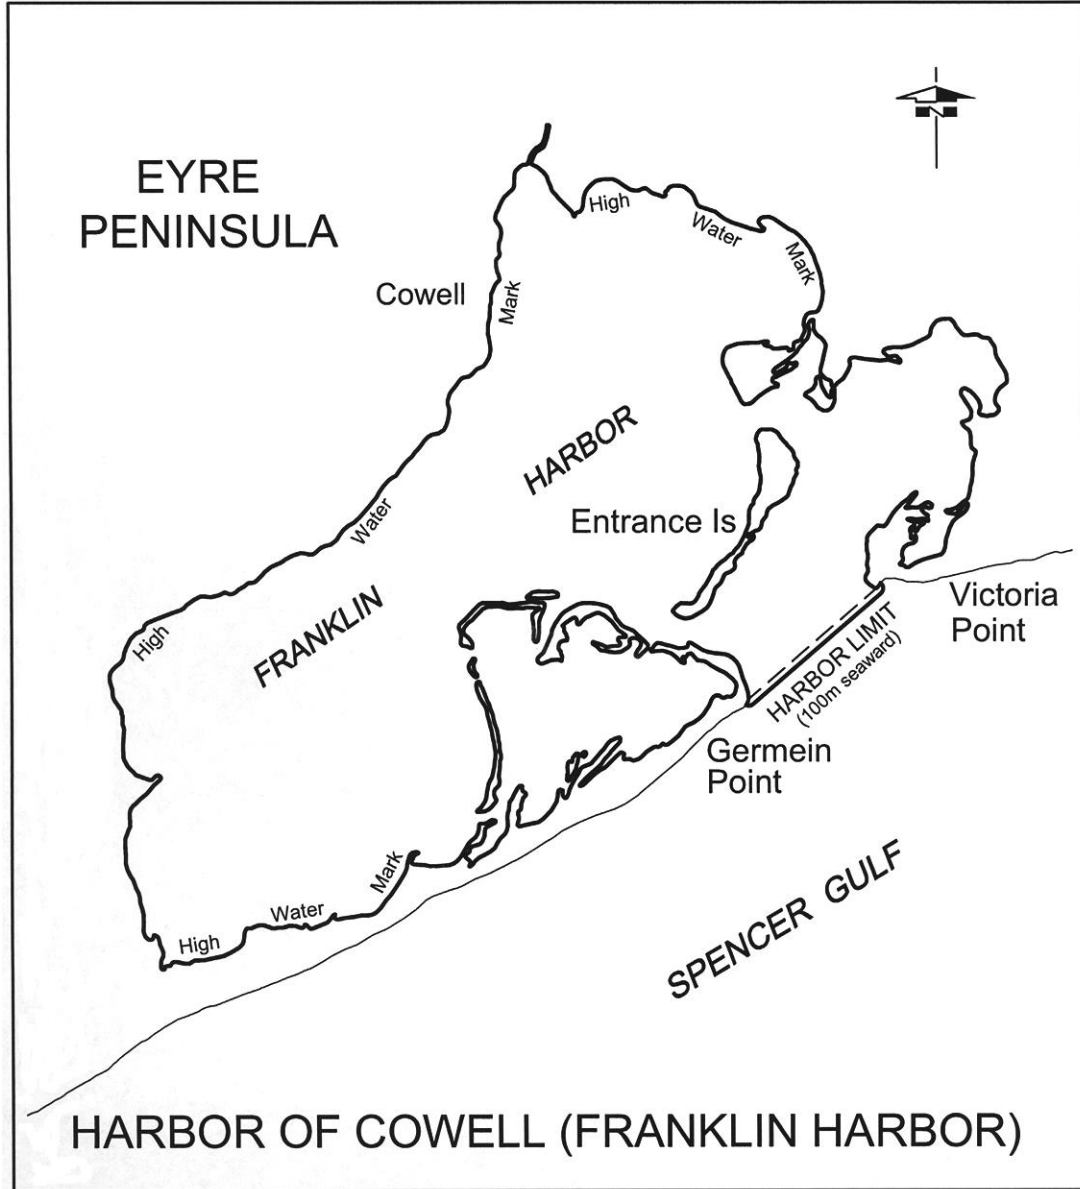 N
EYRE
PENINSULA
High
Water
Mark
Cowell
Mark
HARBOR
Water
Entrance Is
FRANKLIN
High
Victoria
Point
HARBOR LIMIT
(100m seaward)
Germein
Point
Mark
Water
High
SPENCER GULF
HARBOR OF COWELL (FRANKLIN HARBOR)